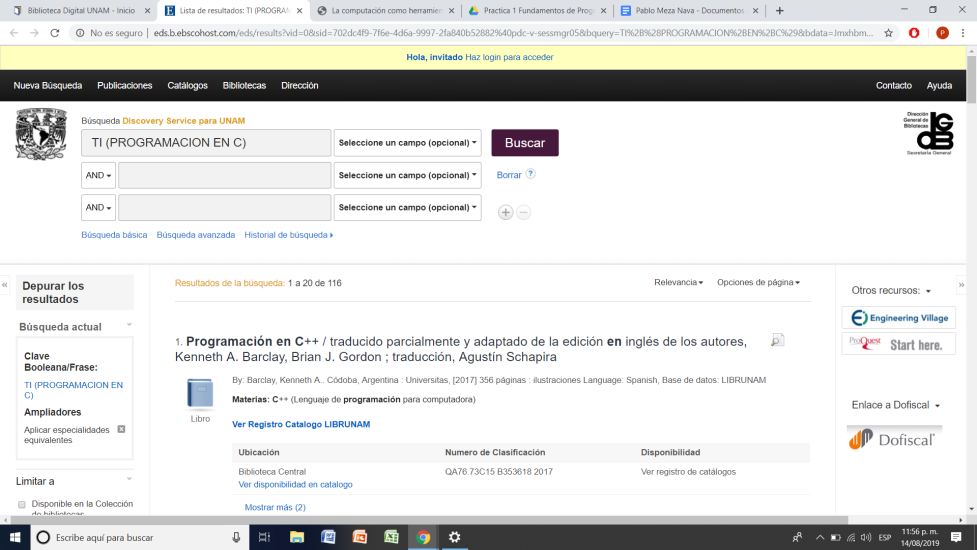 Biblioteca Digital UNAM - Inicio
Lista de resultados: TI (PROGRAM
La computación como herramien
Practica 1 Fundamentos de Prog
Pablo Meza Nava - Documentos
No es seguro | eds.b.ebscohost.com/eds/results?vid=0&sid=702dc4f9-7f6e-4d6a-9997-2fa840b52882%40pdc-v-sessmgr05&bquery=TI%2B%28PROGRAMACION%2BEN%2BC%29&bdata=Jmxhbm...
P
Hola, invitado Haz login para acceder
Nueva Búsqueda Publicaciones Catálogos Bibliotecas Dirección Contacto Ayuda
Dirección
General de
Bibliotecas
Secretaría General
Búsqueda Discovery Service para UNAM
TI (PROGRAMACION EN C) Seleccione un campo (opcional) Buscar
AND Seleccione un campo (opcional) Borrar ?
AND Seleccione un campo (opcional)
Búsqueda básica Búsqueda avanzada Historial de búsqueda
Depurar los
resultados
Búsqueda actual
Clave
Booleana/Frase:
TI (PROGRAMACION EN
C)
Ampliadores
Aplicar especialidades
equivalentes
Limitar a
Disponible en la Colección
de bibliotecas
Resultados de la búsqueda: 1 a 20 de 116 Relevancia Opciones de página
1. Programación en C++ / traducido parcialmente y adaptado de la edición en inglés de los autores,
Kenneth A. Barclay, Brian J. Gordon ; traducción, Agustín Schapira
Libro
By: Barclay, Kenneth A.. Córdoba, Argentina : Universitas, [2017] 356 páginas : ilustraciones Language: Spanish, Base de datos: LIBRUNAM
Materias: C++ (Lenguaje de programación para computadora)
Ver Registro Catalogo LIBRUNAM
Ubicación Numero de Clasificación Disponibilidad
Biblioteca Central QA76.73C15 B353618 2017 Ver registro de catálogos
Ver disponibilidad en catalogo
Mostrar más (2)
Otros recursos:
Engineering Village
ProQuest Start here.
Enlace a Dofiscal
Dofiscal
Escribe aquí para buscar
ESP
11:56 p. m.
14/08/2019